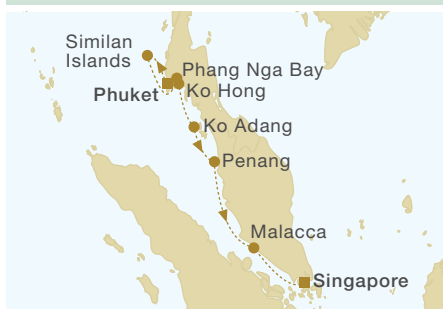 Similan
Islands
Phang Nga Bay
Phuket
Ko Hong
Ko Adang
Penang
Malacca
Singapore